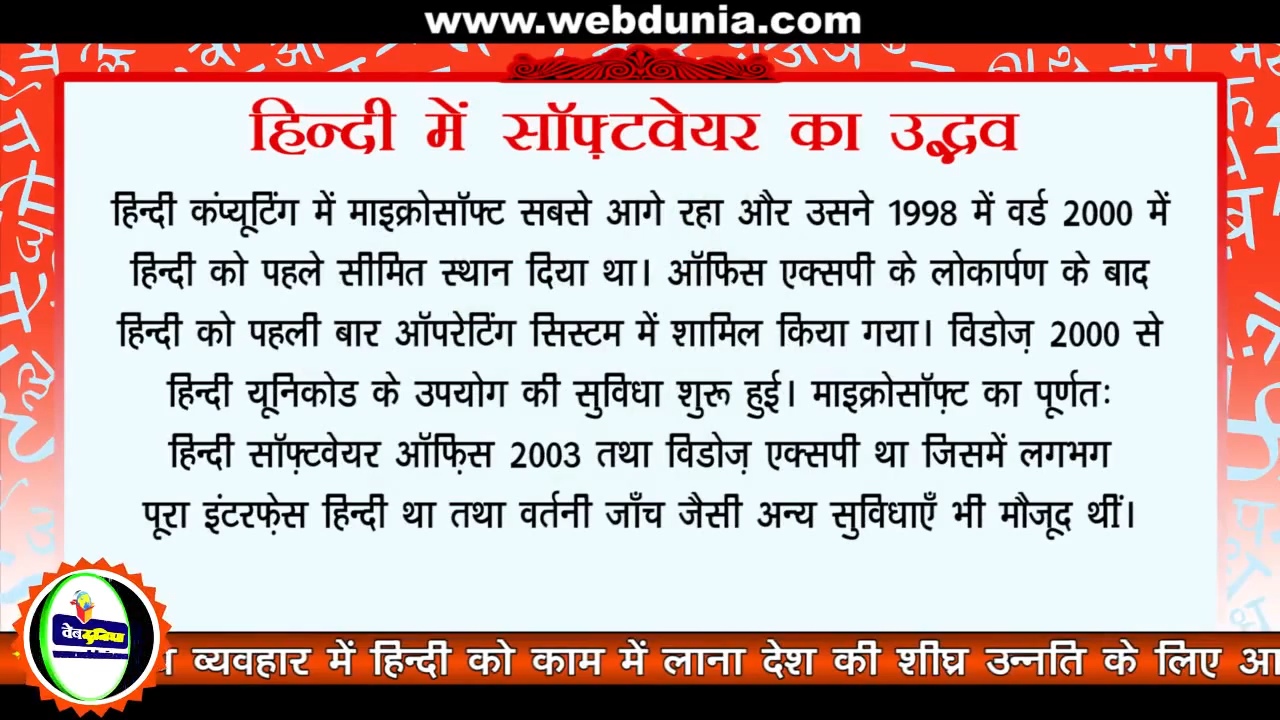 www.webdunia.com
हिन्दी में सॉफ़्टवेयर का उद्भव
हिन्दी कंप्यूटिंग में माइक्रोसॉफ्ट सबसे आगे रहा और उसने 1998 में वर्ड 2000 में
हिन्दी को पहले सीमित स्थान दिया था। ऑफिस एक्सपी के लोकार्पण के बाद
हिन्दी को पहली बार ऑपरेटिंग सिस्टम में शामिल किया गया। विडोज़ 2000 से
हिन्दी यूनिकोड के उपयोग की सुविधा शुरू हुई। माइक्रोसॉफ़्ट का पूर्णतः
हिन्दी सॉफ़्टवेयर ऑफ़िस 2003 तथा विडोज़ एक्सपी था जिसमें लगभग
पूरा इंटरफ़ेस हिन्दी था तथा वर्तनी जाँच जैसी अन्य सुविधाएँ भी मौजूद थीं।
वेबदुनिया
व्यवहार में हिन्दी को काम में लाना देश की शीघ्र उन्नति के लिए आ